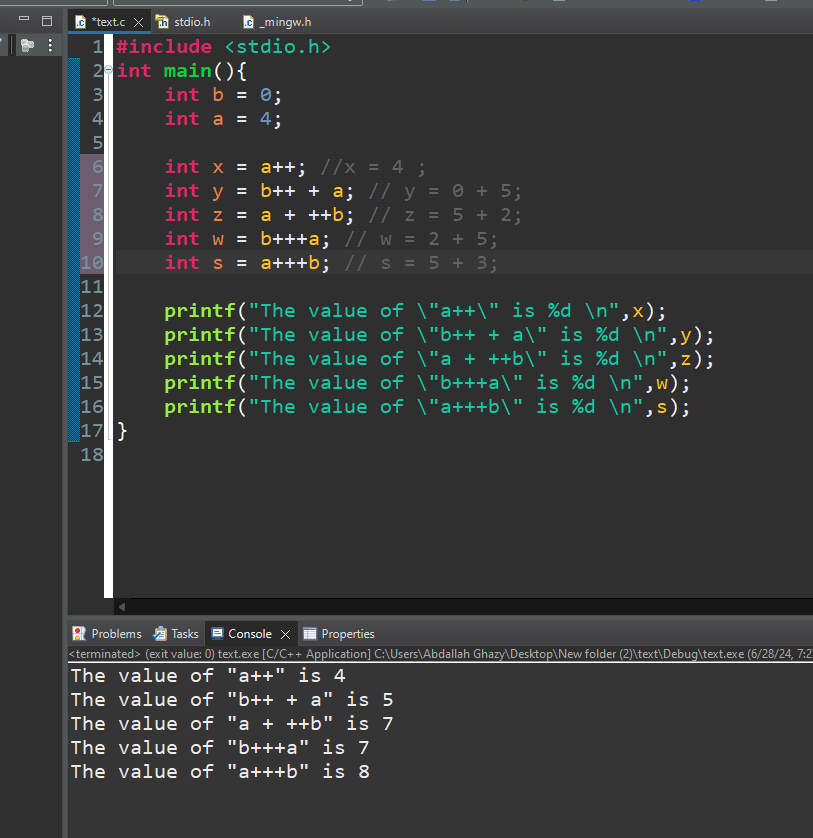 *text.c
stdio.h
_mingw.h
1 #include <stdio.h>
2 int main(){
3     int b = 0;
4     int a = 4;
5
6     int x = a++; //x = 4 ;
7     int y = b++ + a; // y = 0 + 5;
8     int z = a + ++b; // z = 5 + 2;
9     int w = b+++a; // w = 2 + 5;
10     int s = a+++b; // s = 5 + 3;
11
12     printf("The value of \"a++\" is %d \n",x);
13     printf("The value of \"b++ + a\" is %d \n",y);
14     printf("The value of \"a + ++b\" is %d \n",z);
15     printf("The value of \"b+++a\" is %d \n",w);
16     printf("The value of \"a+++b\" is %d \n",s);
17 }
18
Problems Tasks Console Properties
<terminated> (exit value: 0) text.exe [C/C++ Application] C:\Users\Abdallah Ghazy\Desktop\New folder (2)\text\Debug\text.exe (6/28/24, 7:2
The value of "a++" is 4
The value of "b++ + a" is 5
The value of "a + ++b" is 7
The value of "b+++a" is 7
The value of "a+++b" is 8